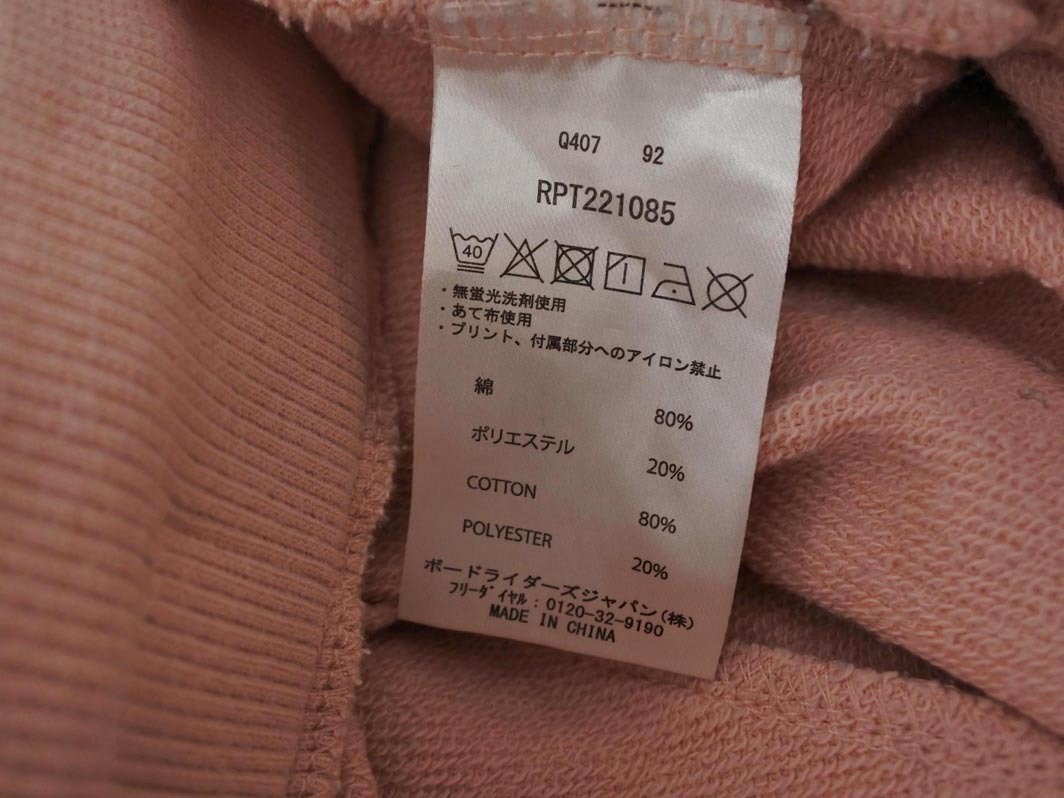 Q407 92
RPT221085
40
・無蛍光洗剤使用
・あて布使用
・プリント、付属部分へのアイロン禁止
綿 80%
ポリエステル 20%
COTTON 80%
POLYESTER 20%
ボードライダーズジャパン(株)
フリーダイヤル:0120-32-9190
MADE IN CHINA